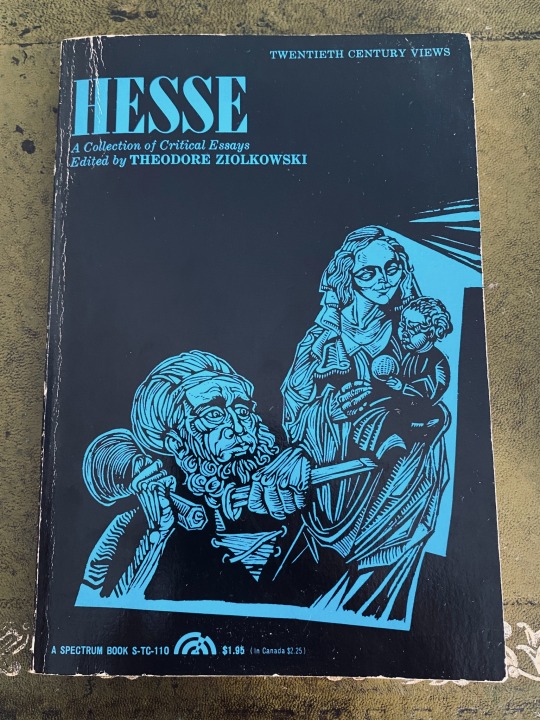 TWENTIETH CENTURY VIEWS
HESSE
A Collection of Critical Essays
Edited by THEODORE ZIOLKOWSKI
A SPECTRUM BOOK S-TC-110 $1.95 (in Canada $2.25)